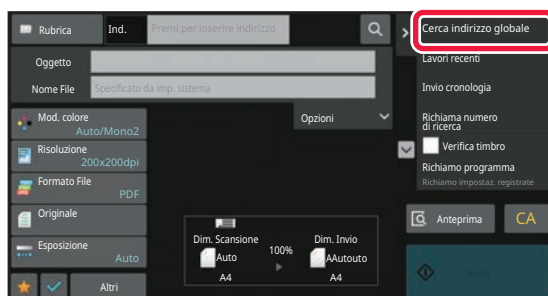 Rubrica
Ind.
Premi per inserire indirizzo
Cerca indirizzo globale
Oggetto
Nome File
Specificato da imp. sistema
Opzioni
Lavori recenti
Invio cronologia
Richiama numero
di ricerca
Verifica timbro
Richiamo programma
Richiamo impostaz. registrate
Mod. colore
Auto/Mono2
Risoluzione
200x200dpi
Formato File
PDF
Originale
Esposizione
Auto
Altri
Dim. Scansione
100%
Dim. Invio
Auto
AAutouto
A4
A4
Anteprima
CA
Avvio